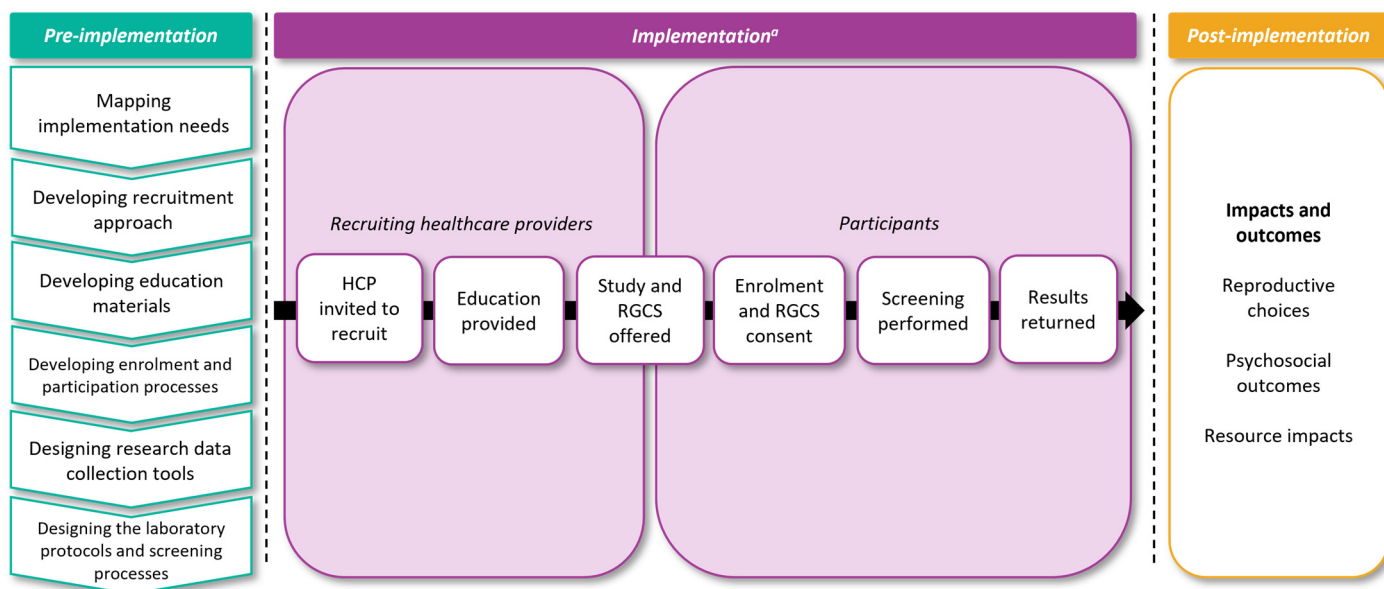 Pre-implementation
Mapping
implementation needs
Developing recruitment
approach
Developing education
materials
Developing enrolment and
participation processes
Designing research data
collection tools
Designing the laboratory
protocols and screening
processes
Implementationᵃ
Recruiting healthcare providers
HCP
invited to
recruit
Education
provided
Study and
RGCS
offered
Participants
Enrolment
and RGCS
consent
Screening
performed
Results
returned
Post-implementation
Impacts and
outcomes
Reproductive
choices
Psychosocial
outcomes
Resource impacts